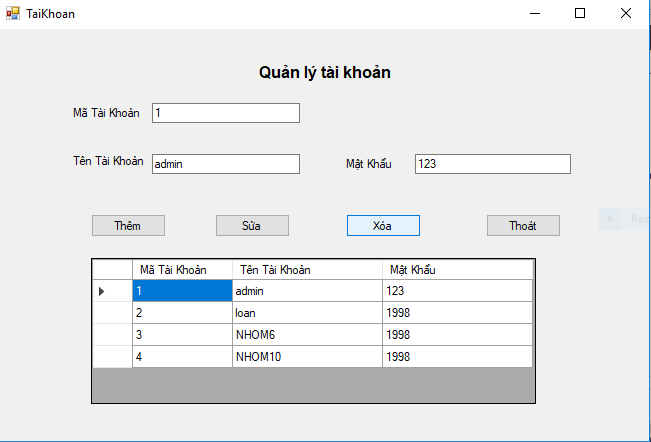 TaiKhoan
Quản lý tài khoản
Mã Tài Khoản 1
Tên Tài Khoản admin Mật Khẩu 123
Thêm Sửa Xóa Thoát
Rec
Mã Tài Khoản Tên Tài Khoản Mật Khẩu
1 admin 123
2 loan 1998
3 NHOM6 1998
4 NHOM10 1998